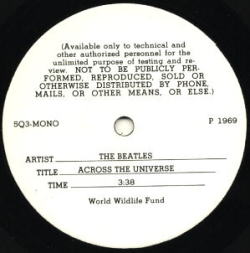 (Available only to technical and
other authorized personnel for the
unlimited purpose of testing and re-
view. NOT TO BE PUBLICLY PER-
FORMED, REPRODUCED, SOLD OR
OTHERWISE DISTRIBUTED BY PHONE,
MAILS, OR OTHER MEANS, OR ELSE.)
5Q3-MONO P 1969
ARTIST THE BEATLES
TITLE ACROSS THE UNIVERSE
TIME 3:38
World Wildlife Fund